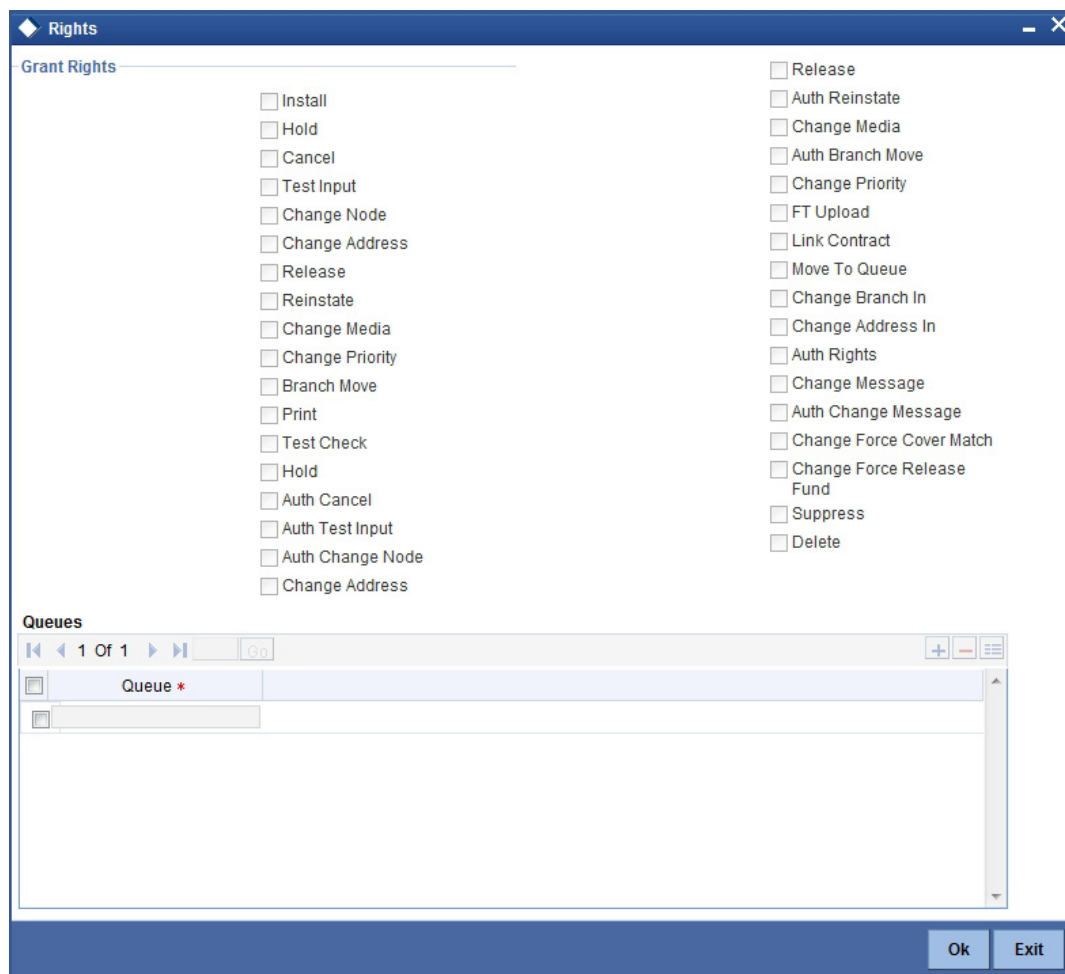 Rights
Grant Rights
Install
Hold
Cancel
Test Input
Change Node
Change Address
Release
Reinstate
Change Media
Change Priority
Branch Move
Print
Test Check
Hold
Auth Cancel
Auth Test Input
Auth Change Node
Change Address
Release
Auth Reinstate
Change Media
Auth Branch Move
Change Priority
FT Upload
Link Contract
Move To Queue
Change Branch In
Change Address In
Auth Rights
Change Message
Auth Change Message
Change Force Cover Match
Change Force Release
Fund
Suppress
Delete
Queues
1 Of 1 Go
Queue *
Ok Exit